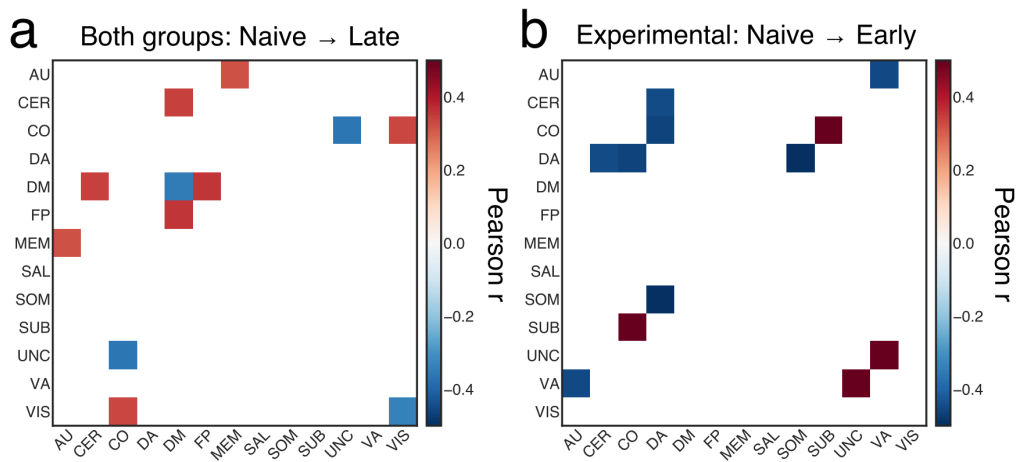 a
Both groups: Naive → Late
AU
CER
CO
DA
DM
FP
MEM
SAL
SOM
SUB
UNC
VA
VIS
AU CER CO DA DM FP MEM SAL SOM SUB UNC VA VIS
0.4
0.2
0.0
−0.2
−0.4
Pearson r
b
Experimental: Naive → Early
AU
CER
CO
DA
DM
FP
MEM
SAL
SOM
SUB
UNC
VA
VIS
AU CER CO DA DM FP MEM SAL SOM SUB UNC VA VIS
0.4
0.2
0.0
−0.2
−0.4
Pearson r